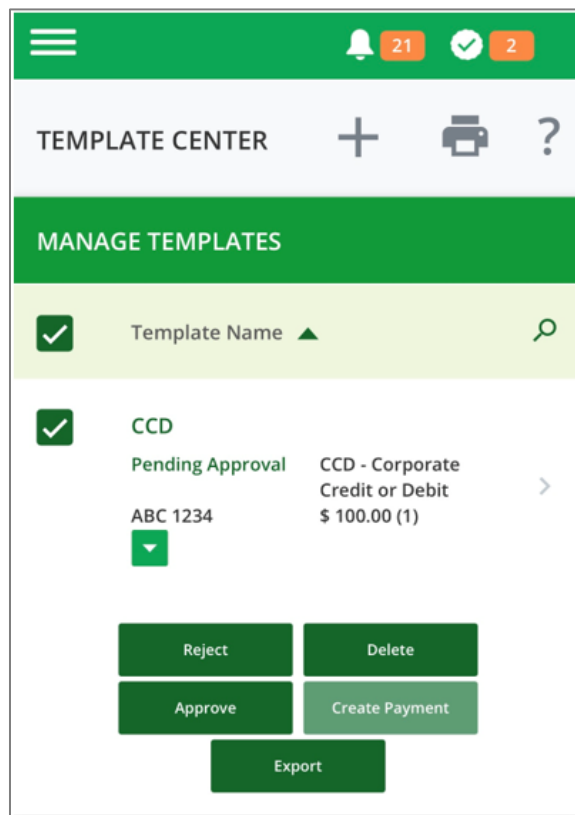 21
2
TEMPLATE CENTER
?
MANAGE TEMPLATES
Template Name
CCD
Pending Approval
CCD - Corporate
Credit or Debit
ABC 1234
$ 100.00 (1)
Reject
Delete
Approve
Create Payment
Export